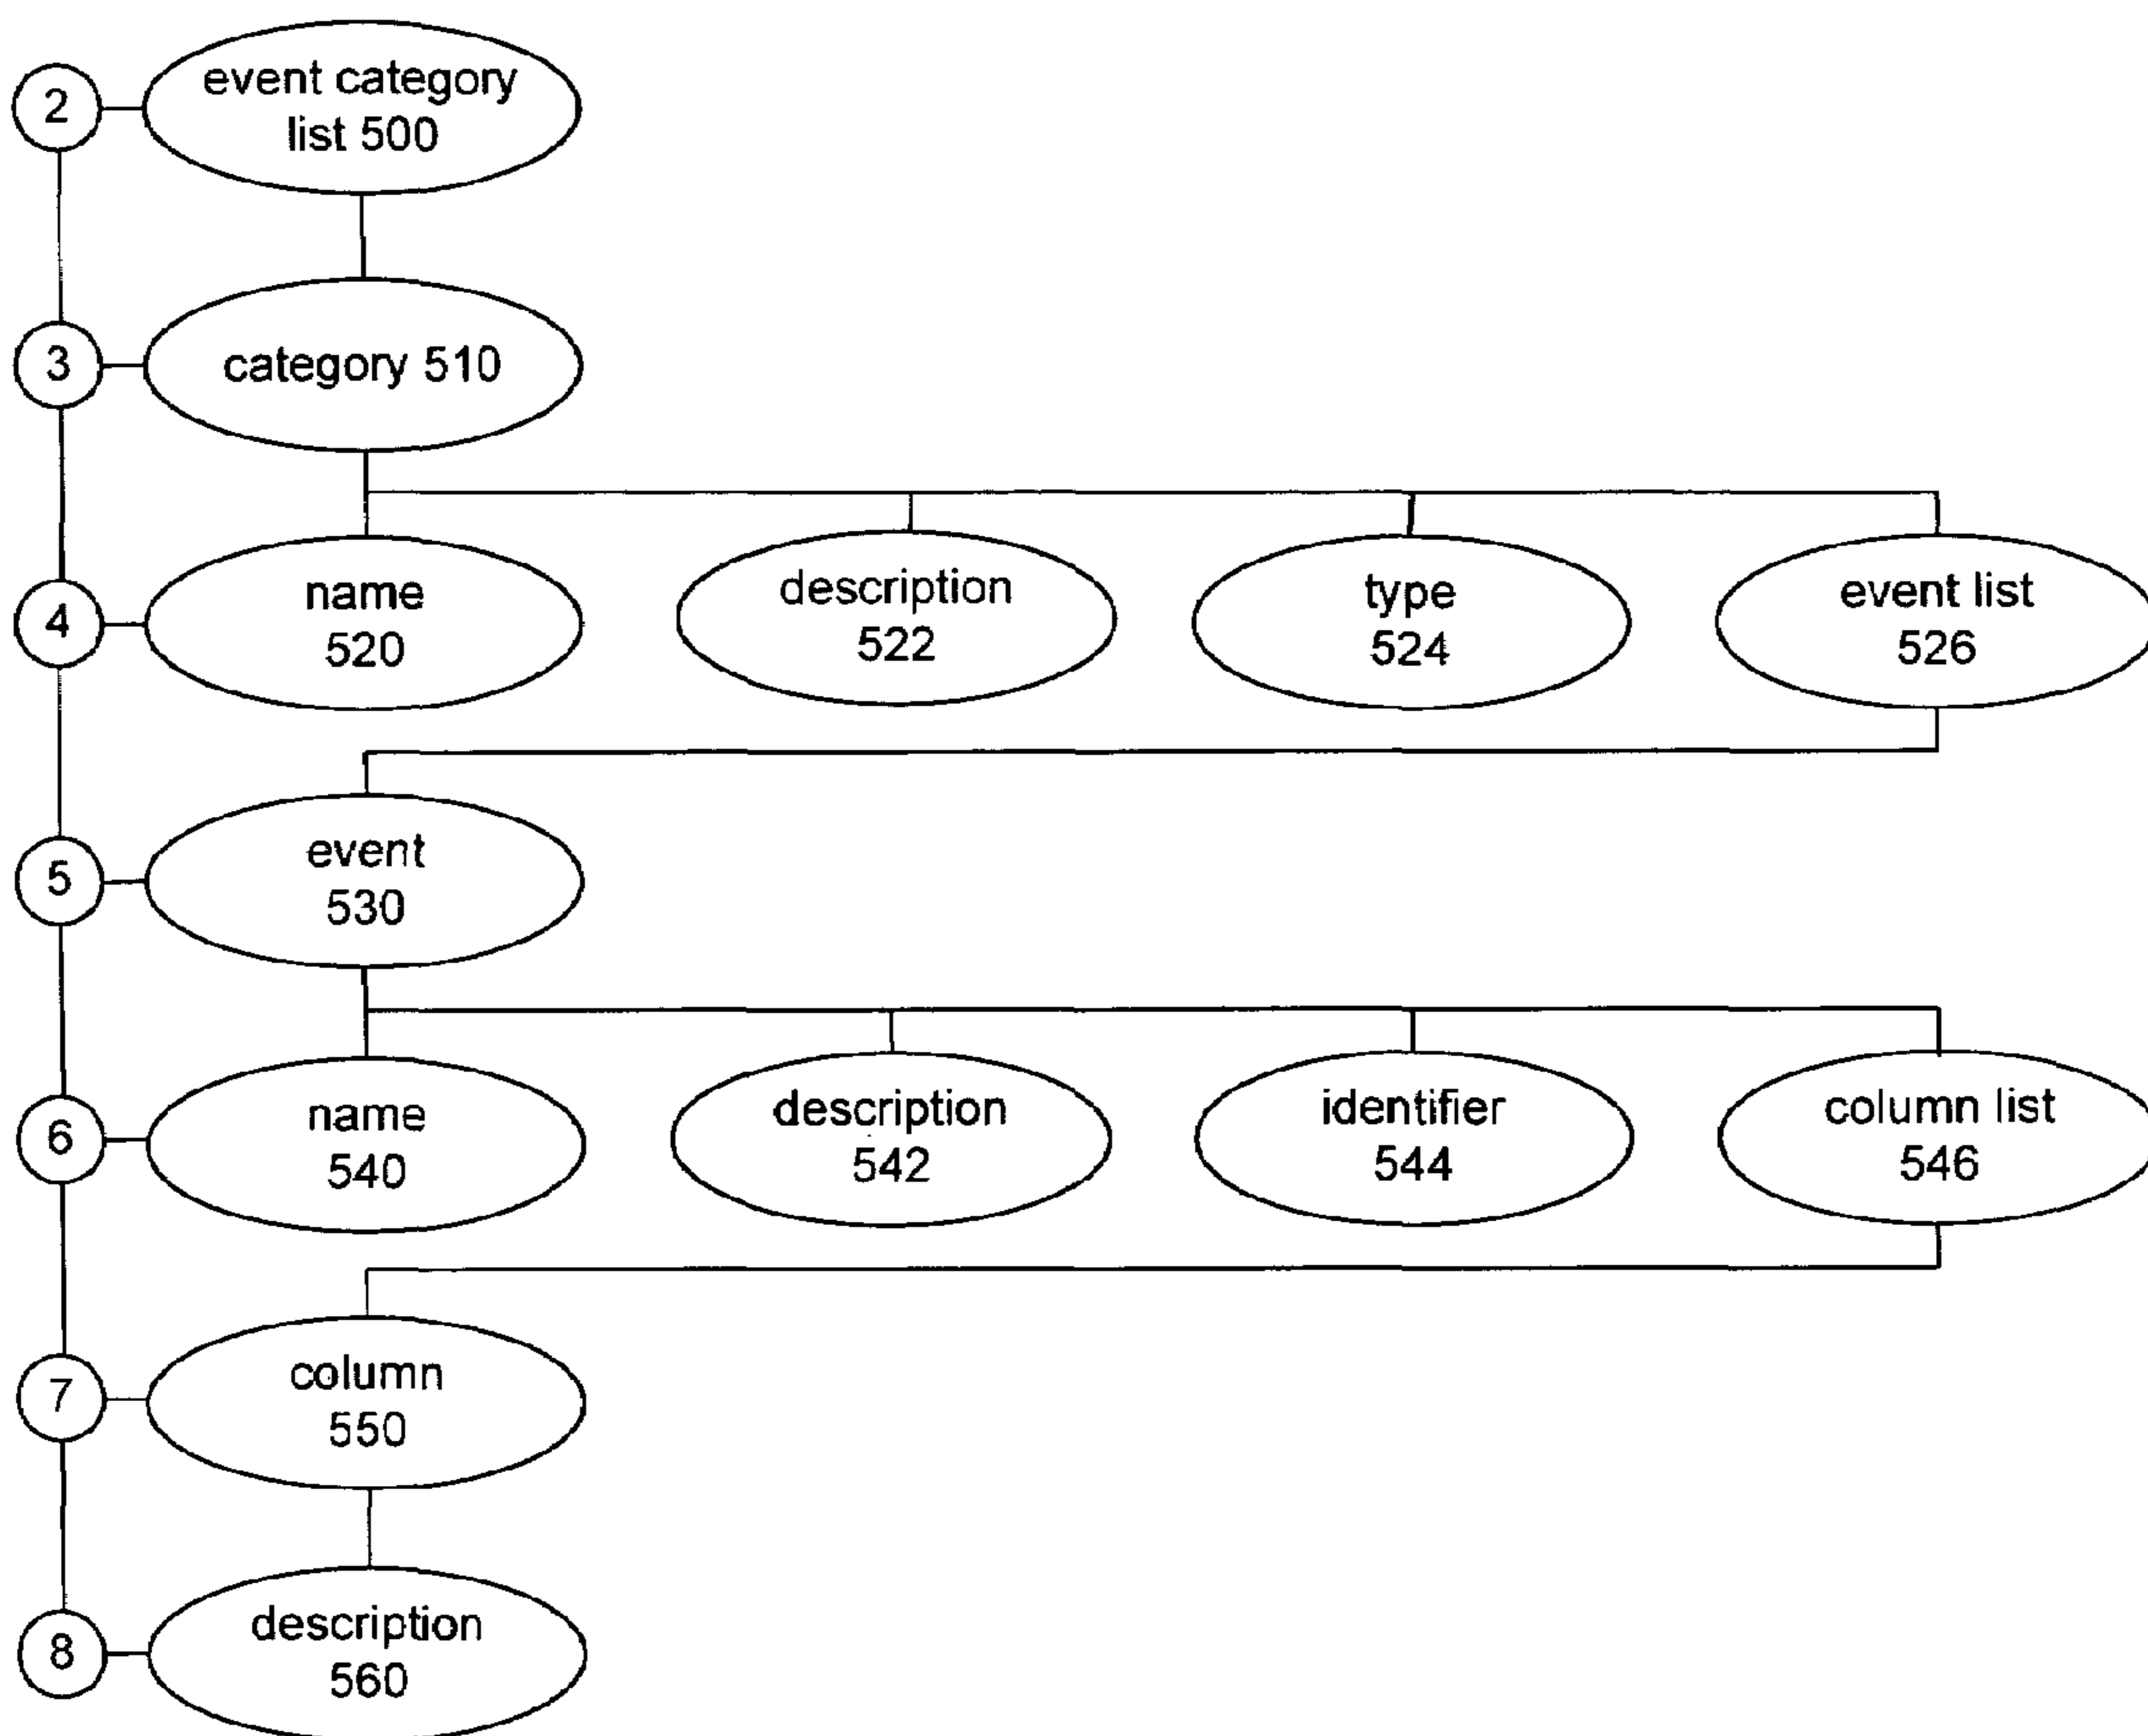 2
event category
list 500
3
category 510
4
name
520
description
522
type
524
event list
526
5
event
530
6
name
540
description
542
identifier
544
column list
546
7
column
550
8
description
560